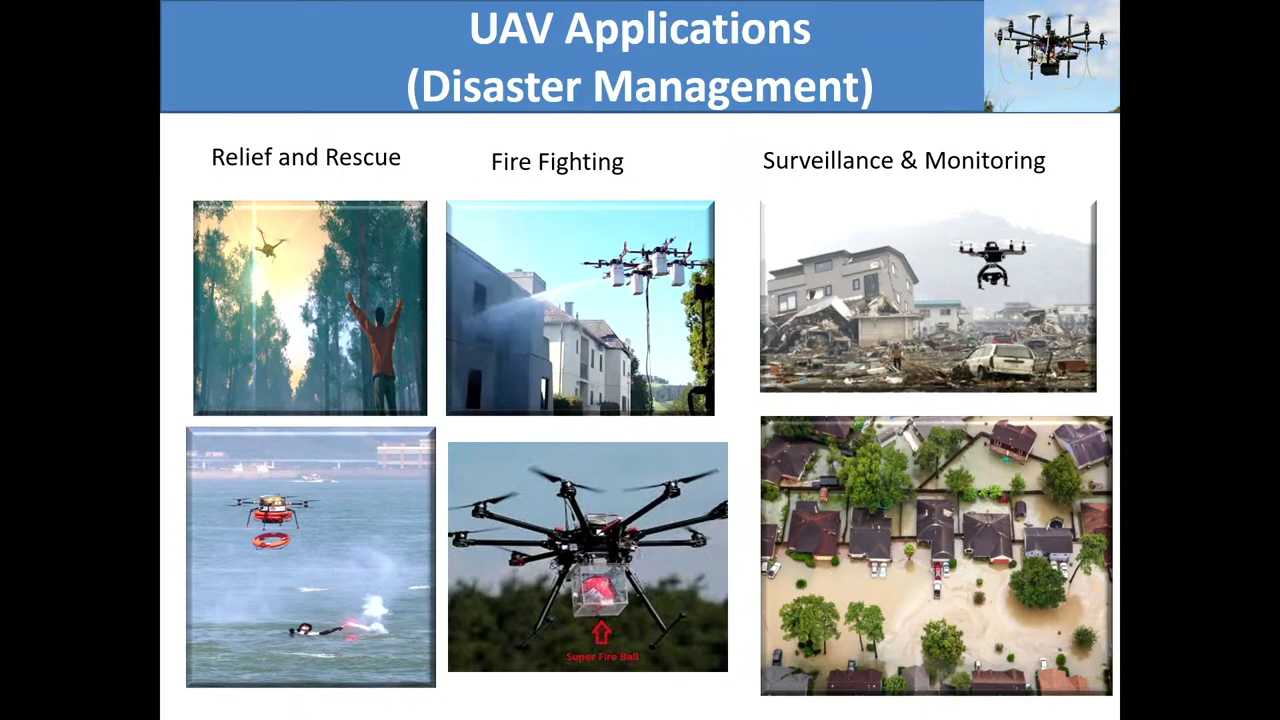 UAV Applications
(Disaster Management)
Relief and Rescue
Fire Fighting
Surveillance & Monitoring
Super Fire Ball